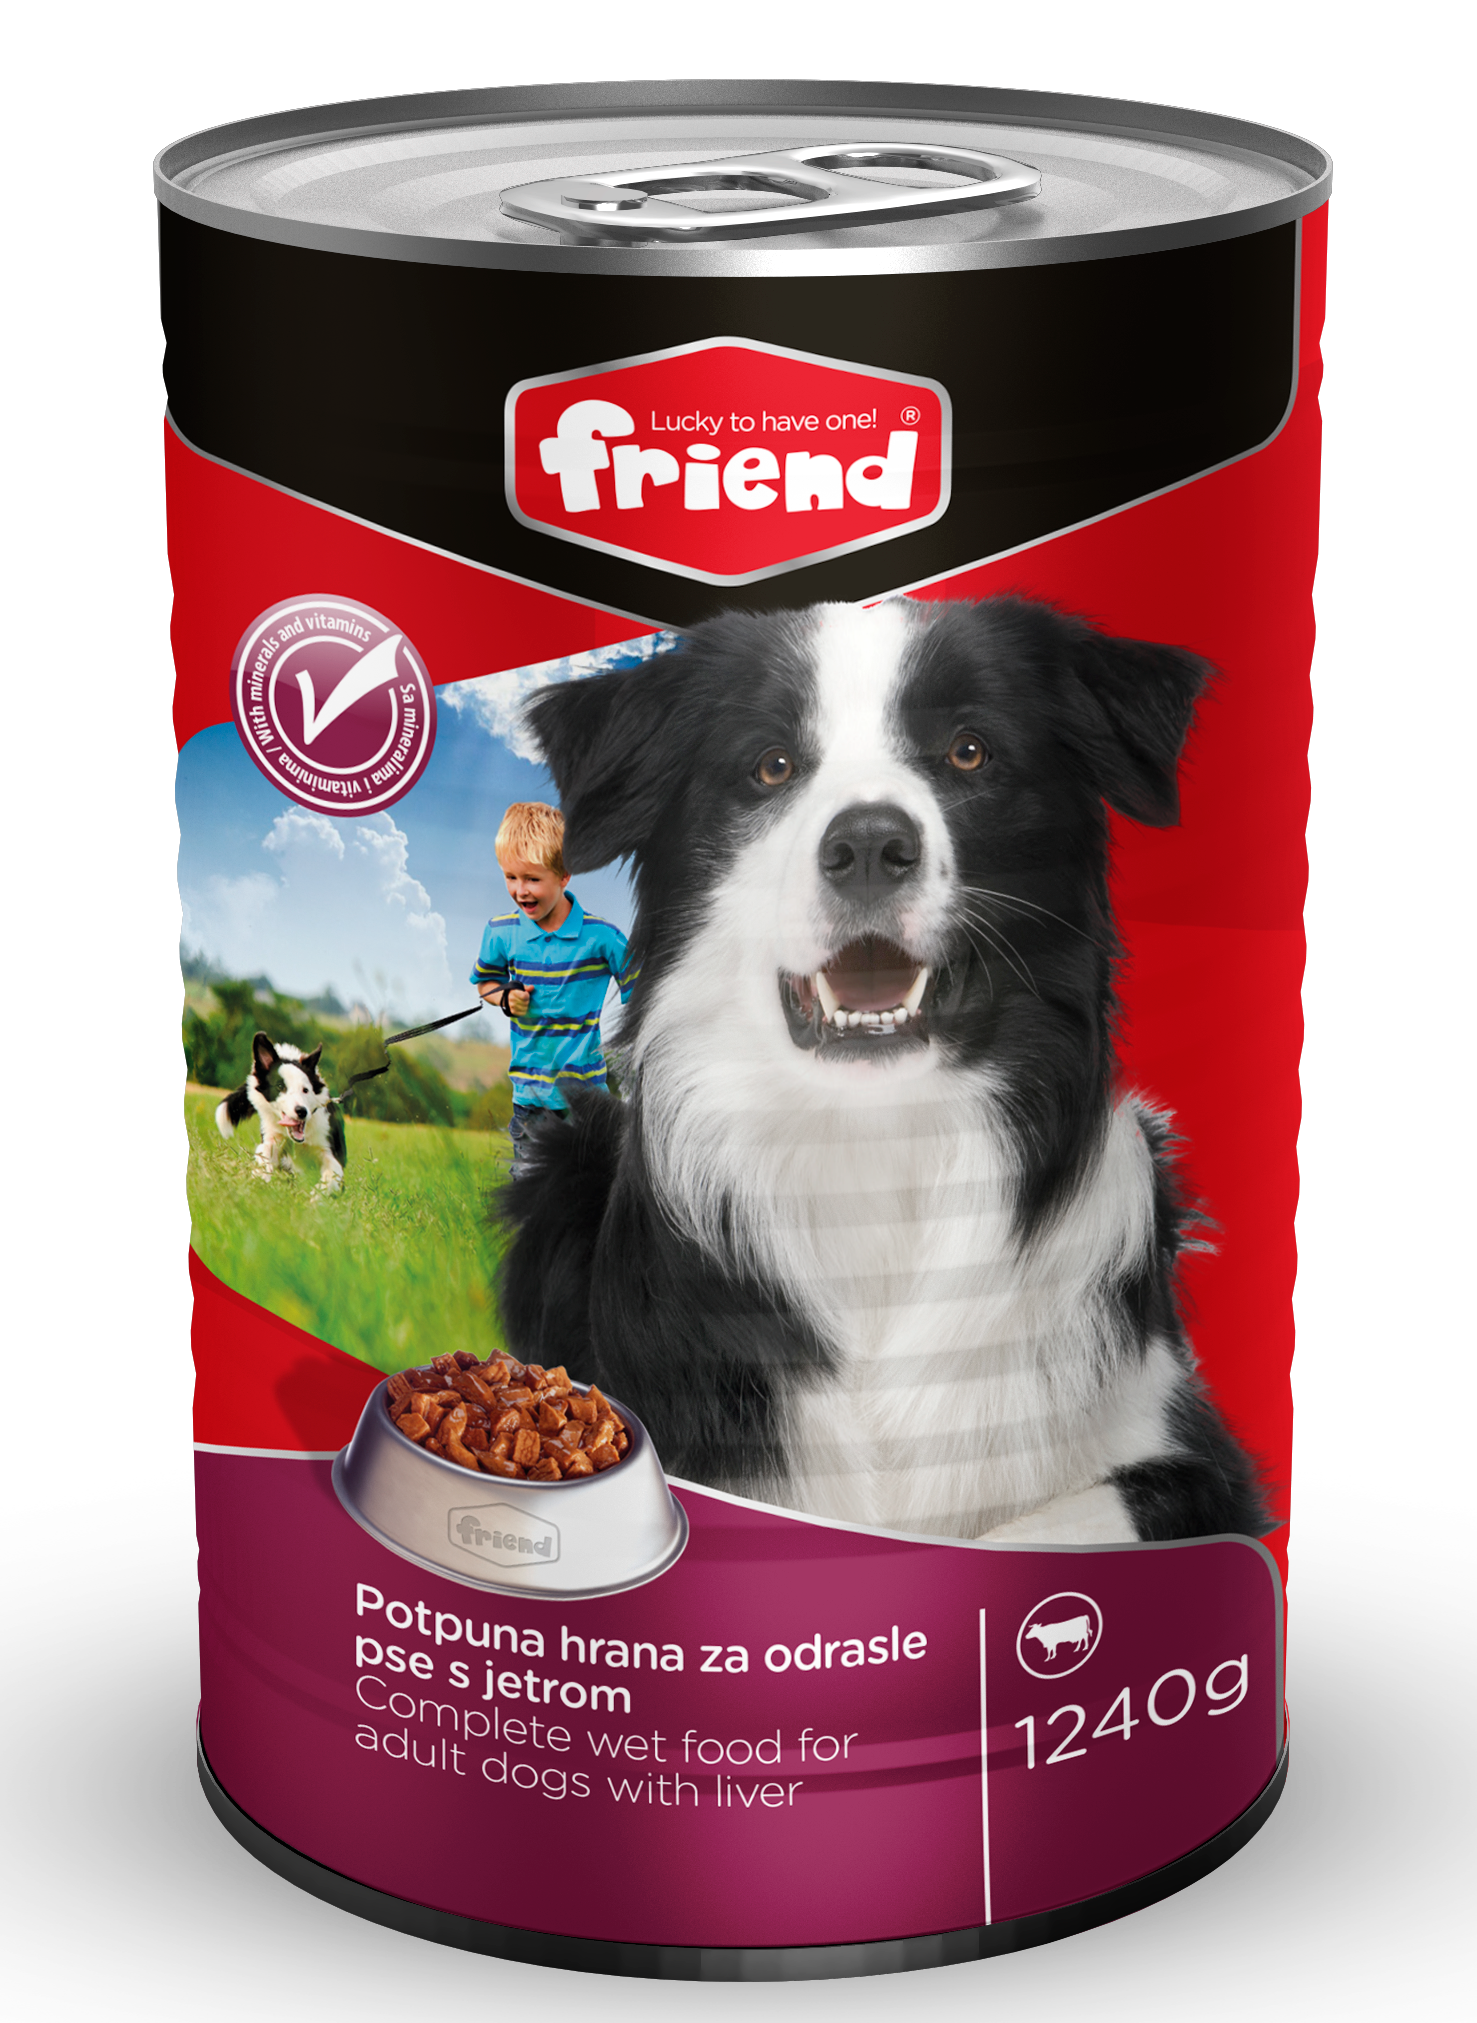 Lucky to have one! ®
friend
With minerals and vitamins /
Sa mineralima i vitaminima
friend
Potpuna hrana za odrasle
pse s jetrom
Complete wet food for
adult dogs with liver
1240g